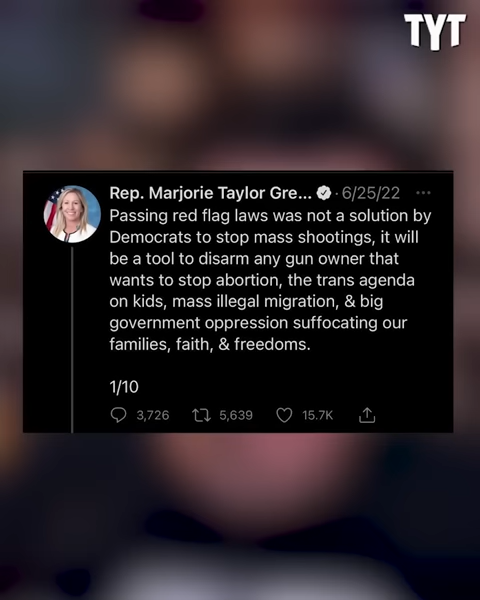 TYT
Rep. Marjorie Taylor Gre... · 6/25/22 ...
Passing red flag laws was not a solution by
Democrats to stop mass shootings, it will
be a tool to disarm any gun owner that
wants to stop abortion, the trans agenda
on kids, mass illegal migration, & big
government oppression suffocating our
families, faith, & freedoms.
1/10
3,726 5,639 15.7K